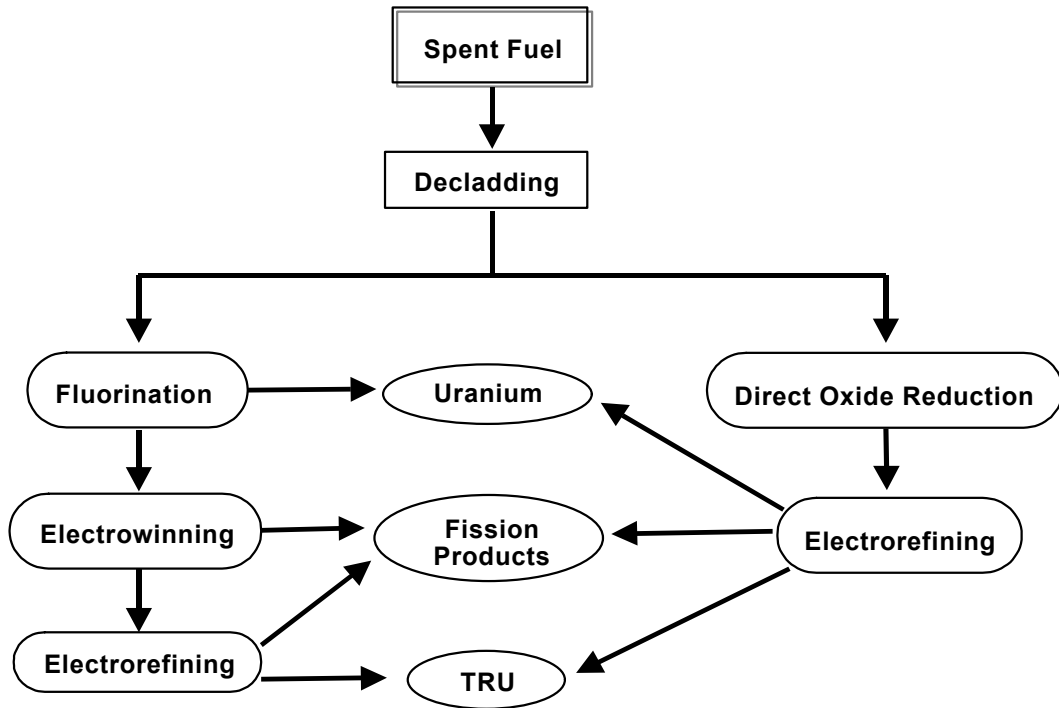 Spent Fuel
Decladding
Fluorination
Uranium
Direct Oxide Reduction
Electrowinning
Fission
Products
Electrorefining
Electrorefining
TRU